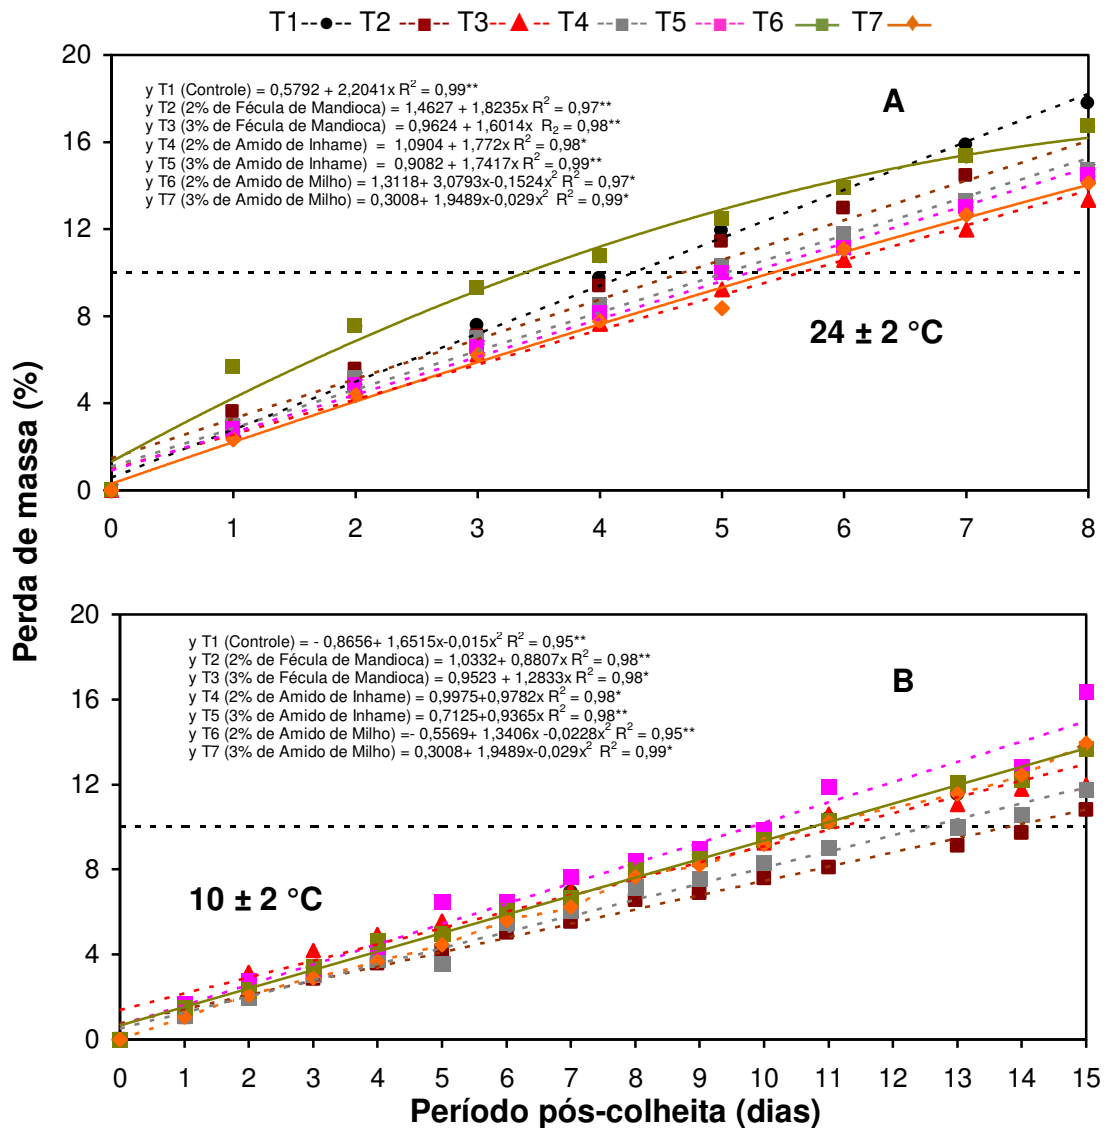 T1 T2 T3 T4 T5 T6 T7
Perda de massa (%)
20
16
12
8
4
0
y T1 (Controle) = 0,5792 + 2,2041x R² = 0,99**
y T2 (2% de Fécula de Mandioca) = 1,4627 + 1,8235x R² = 0,97**
y T3 (3% de Fécula de Mandioca) = 0,9624 + 1,6014x R₂ = 0,98**
y T4 (2% de Amido de Inhame) = 1,0904 + 1,772x R² = 0,98*
y T5 (3% de Amido de Inhame) = 0,9082 + 1,7417x R² = 0,99**
y T6 (2% de Amido de Milho) = 1,3118+ 3,0793x-0,1524x² R² = 0,97*
y T7 (3% de Amido de Milho) = 0,3008+ 1,9489x-0,029x² R² = 0,99*
A
24 ± 2 °C
0 1 2 3 4 5 6 7 8
20
16
12
8
4
0
y T1 (Controle) = - 0,8656+ 1,6515x-0,015x² R² = 0,95**
y T2 (2% de Fécula de Mandioca) = 1,0332+ 0,8807x R² = 0,98**
y T3 (3% de Fécula de Mandioca) = 0,9523 + 1,2833x R² = 0,98*
y T4 (2% de Amido de Inhame) = 0,9975+0,9782x R² = 0,98*
y T5 (3% de Amido de Inhame) = 0,7125+0,9365x R² = 0,98**
y T6 (2% de Amido de Milho) =- 0,5569+ 1,3406x -0,0228x² R² = 0,95**
y T7 (3% de Amido de Milho) = 0,3008+ 1,9489x-0,029x² R² = 0,99*
B
10 ± 2 °C
0 1 2 3 4 5 6 7 8 9 10 11 13 14 15
Período pós-colheita (dias)